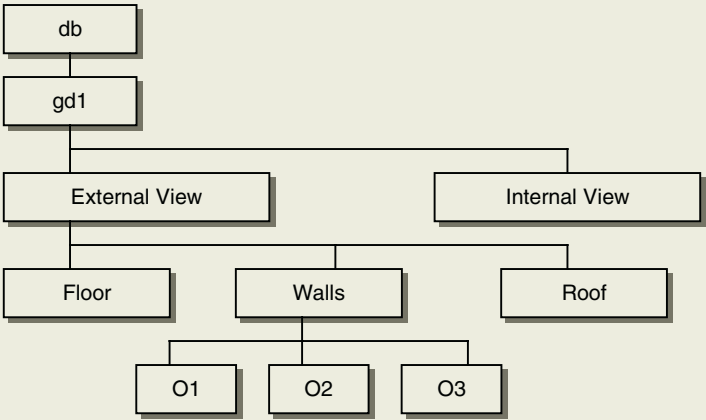 db
gd1
External View
Internal View
Floor
Walls
Roof
O1
O2
O3